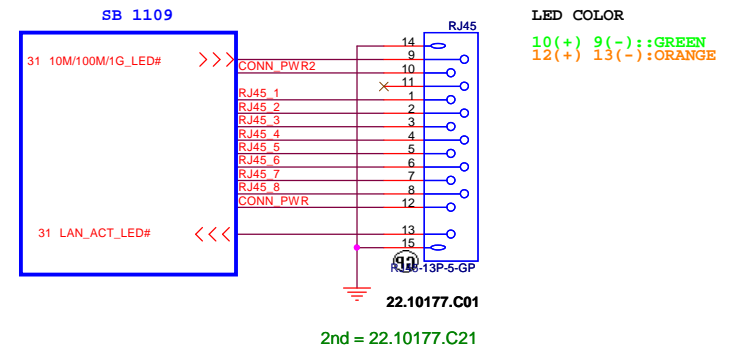 SB 1109
RJ45
LED COLOR
10(+) 9(-)::GREEN
12(+) 13(-):ORANGE
14
31 10M/100M/1G_LED#
9
CONN_PWR2
10
11
RJ45_1
1
RJ45_2
2
RJ45_3
3
RJ45_4
4
RJ45_5
5
RJ45_6
6
RJ45_7
7
RJ45_8
8
CONN_PWR
12
31 LAN_ACT_LED#
13
15
GP
RJ45-13P-5-GP
22.10177.C01
2nd = 22.10177.C21